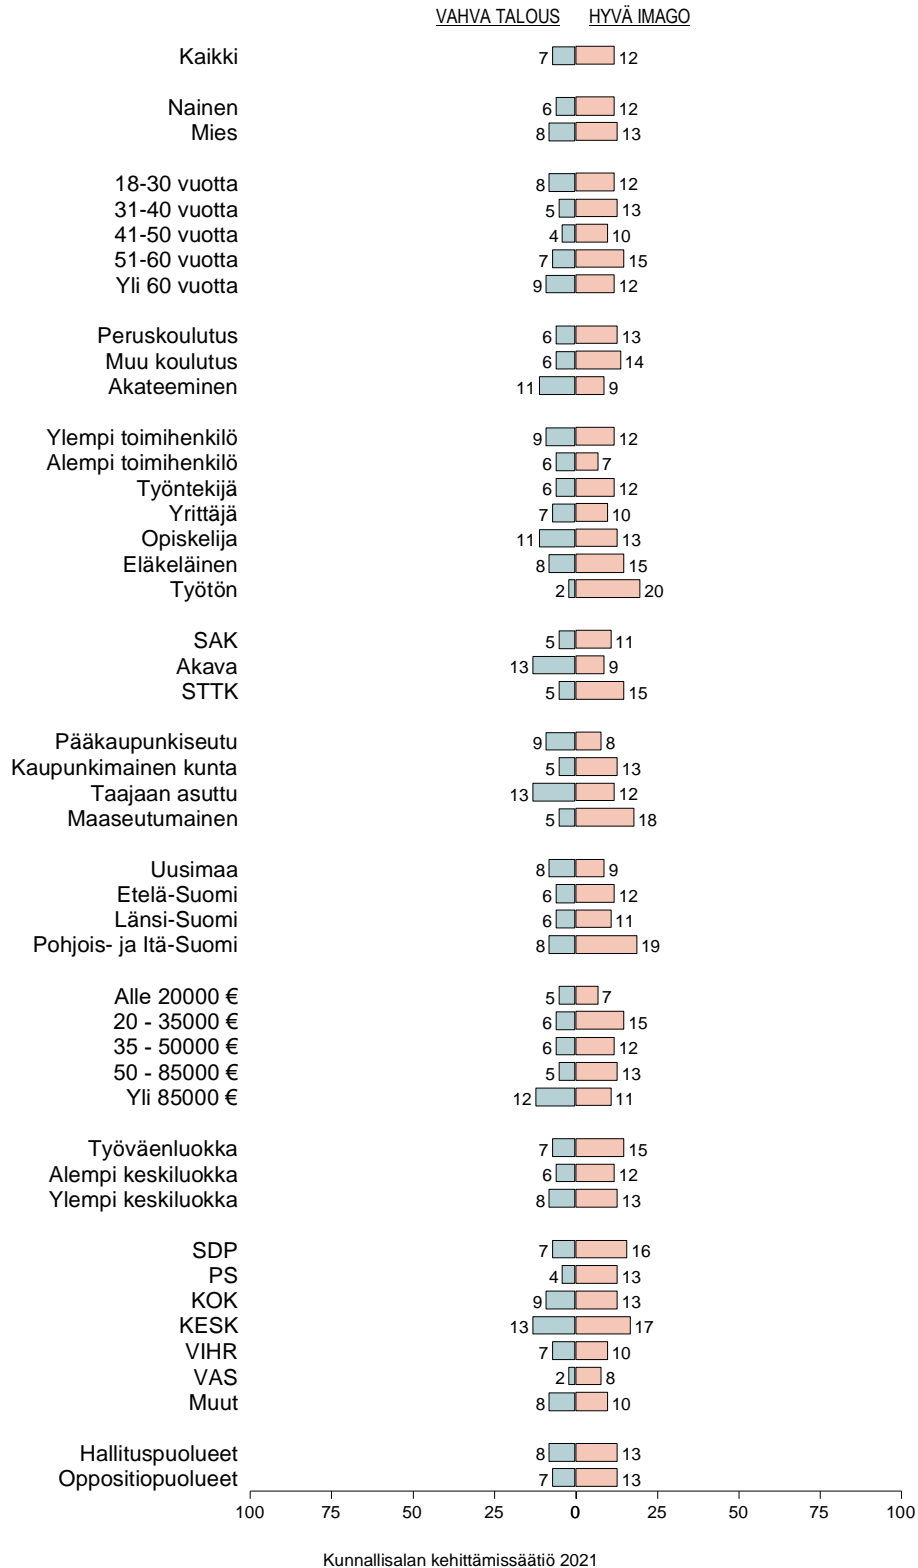 VAHVA TALOUS HYVÄ IMAGO
Kaikki 7 12
Nainen 6 12
Mies 8 13
18-30 vuotta 8 12
31-40 vuotta 5 13
41-50 vuotta 4 10
51-60 vuotta 7 15
Yli 60 vuotta 9 12
Peruskoulutus 6 13
Muu koulutus 6 14
Akateeminen 11 9
Ylempi toimihenkilö 9 12
Alempi toimihenkilö 6 7
Työntekijä 6 12
Yrittäjä 7 10
Opiskelija 11 13
Eläkeläinen 8 15
Työtön 2 20
SAK 5 11
Akava 13 9
STTK 5 15
Pääkaupunkiseutu 9 8
Kaupunkimainen kunta 5 13
Taajaan asuttu 13 12
Maaseutumainen 5 18
Uusimaa 8 9
Etelä-Suomi 6 12
Länsi-Suomi 6 11
Pohjois- ja Itä-Suomi 8 19
Alle 20000 € 5 7
20 - 35000 € 6 15
35 - 50000 € 6 12
50 - 85000 € 5 13
Yli 85000 € 12 11
Työväenluokka 7 15
Alempi keskiluokka 6 12
Ylempi keskiluokka 8 13
SDP 7 16
PS 4 13
KOK 9 13
KESK 13 17
VIHR 7 10
VAS 2 8
Muut 8 10
Hallituspuolueet 8 13
Oppositiopuolueet 7 13
100 75 50 25 0 25 50 75 100
Kunnallisalan kehittämissäätiö 2021